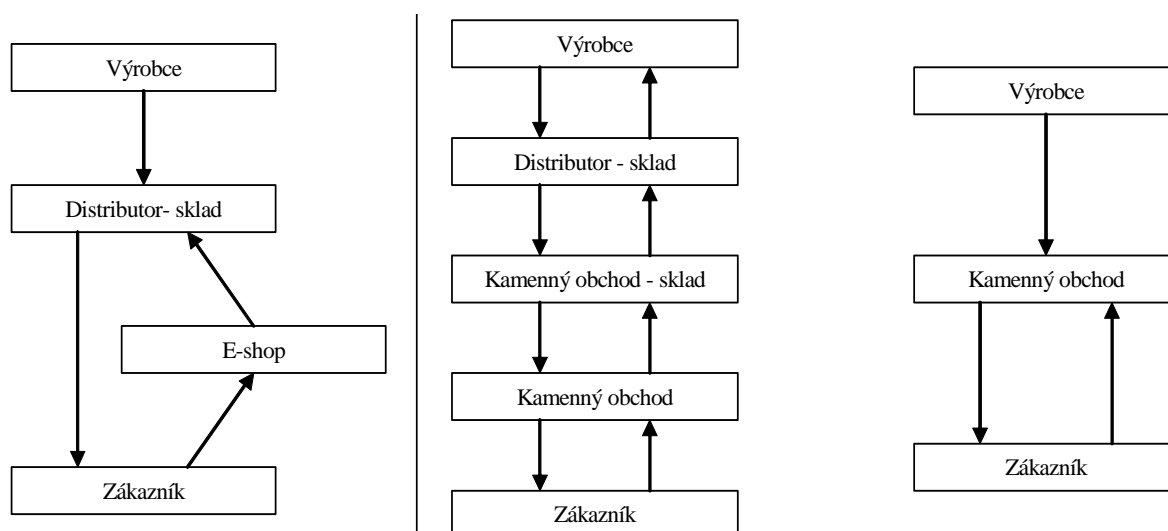 Výrobce
Distributor- sklad
E-shop
Zákazník
Výrobce
Distributor - sklad
Kamenný obchod - sklad
Kamenný obchod
Zákazník
Výrobce
Kamenný obchod
Zákazník